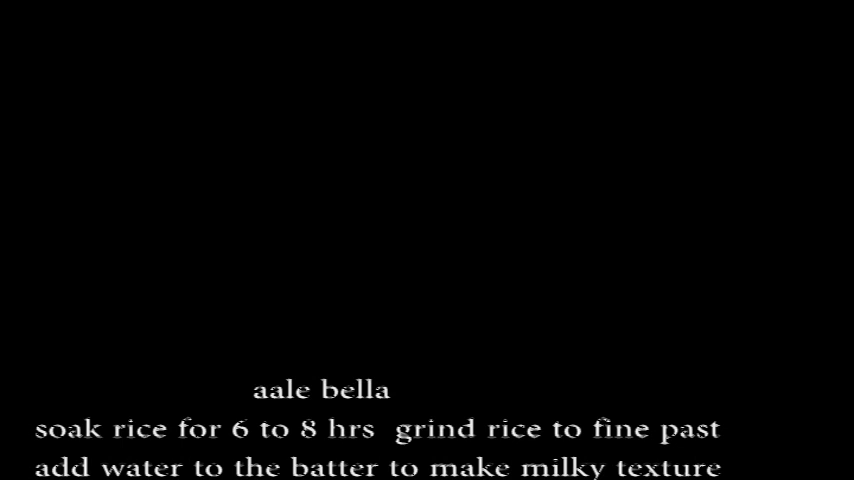 aale bella
soak rice for 6 to 8 hrs grind rice to fine past
add water to the batter to make milky texture